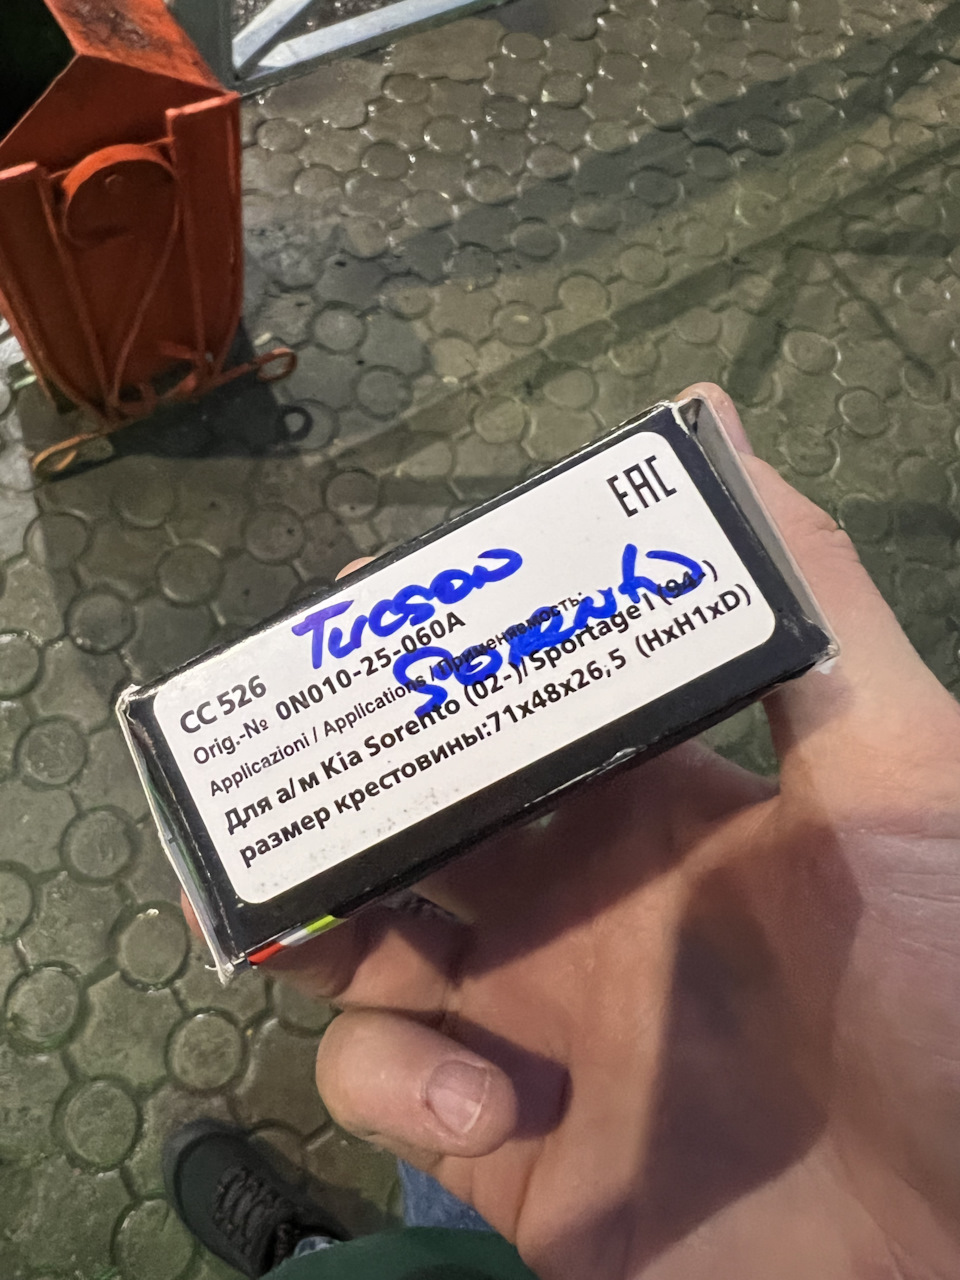 EAC
Tucson
Sorento
CC 526
Orig.-№ 0N010-25-060A
Applicazioni / Applications / Применяемость:
Для а/м Kia Sorento (02-)/Sportage I (94-)
размер крестовины:71x48x26,5 (HxH1xD)